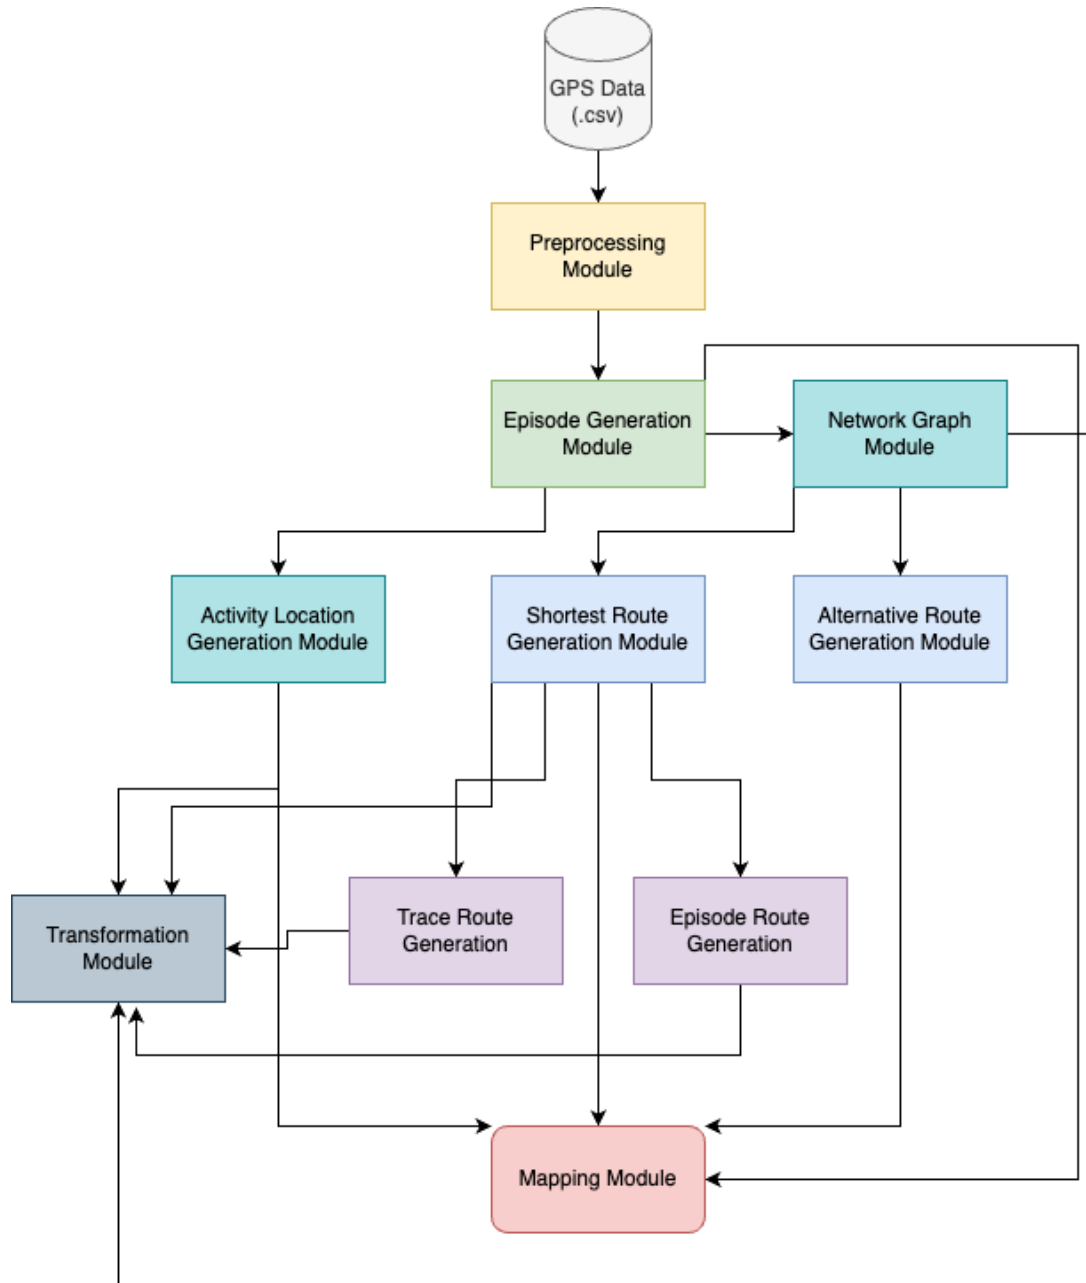 GPS Data
(.csv)
Preprocessing
Module
Episode Generation
Module
Network Graph
Module
Activity Location
Generation Module
Shortest Route
Generation Module
Alternative Route
Generation Module
Transformation
Module
Trace Route
Generation
Episode Route
Generation
Mapping Module